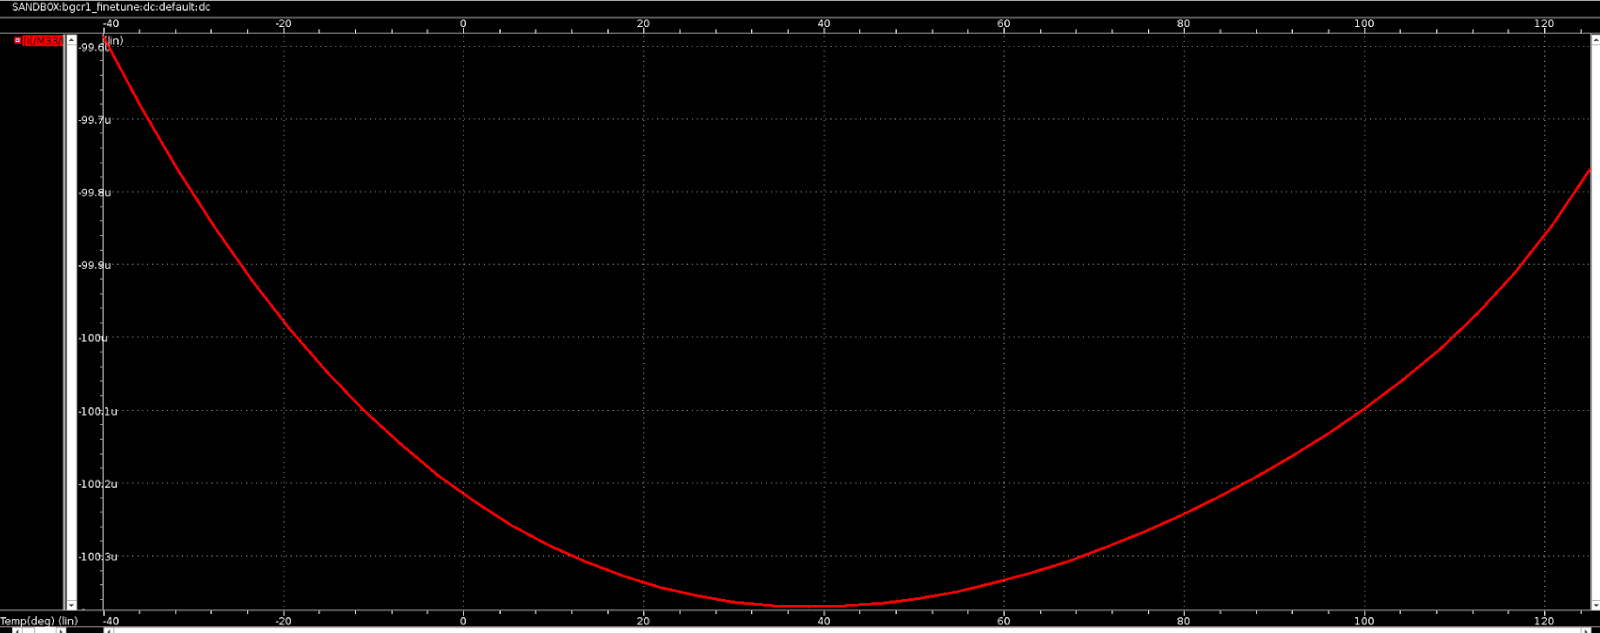 SANDBOX:bgcr1_finetune:dc:default:dc
-40 -20 0 20 40 60 80 100 120
(lin)
-99.6u
-99.7u
-99.8u
-99.9u
-100u
-100.1u
-100.2u
-100.3u
Temp(deg) (lin) -40 -20 0 20 40 60 80 100 120